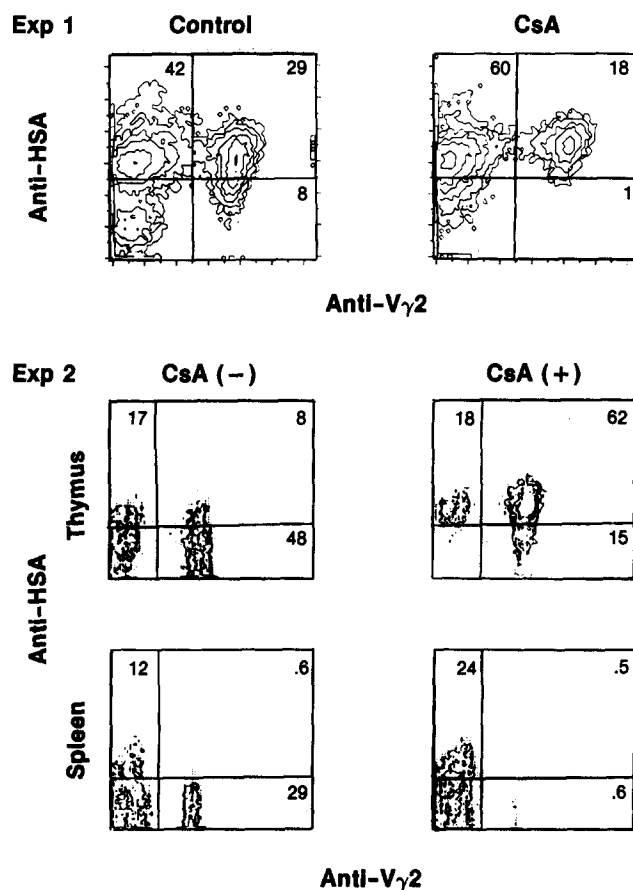 Exp 1
Control
CsA
42
29
8
60
18
1
Anti-HSA
Anti-Vγ2
Exp 2
CsA (-)
CsA (+)
Thymus
17
8
48
18
62
15
Anti-HSA
Spleen
12
.6
29
24
.5
.6
Anti-Vγ2